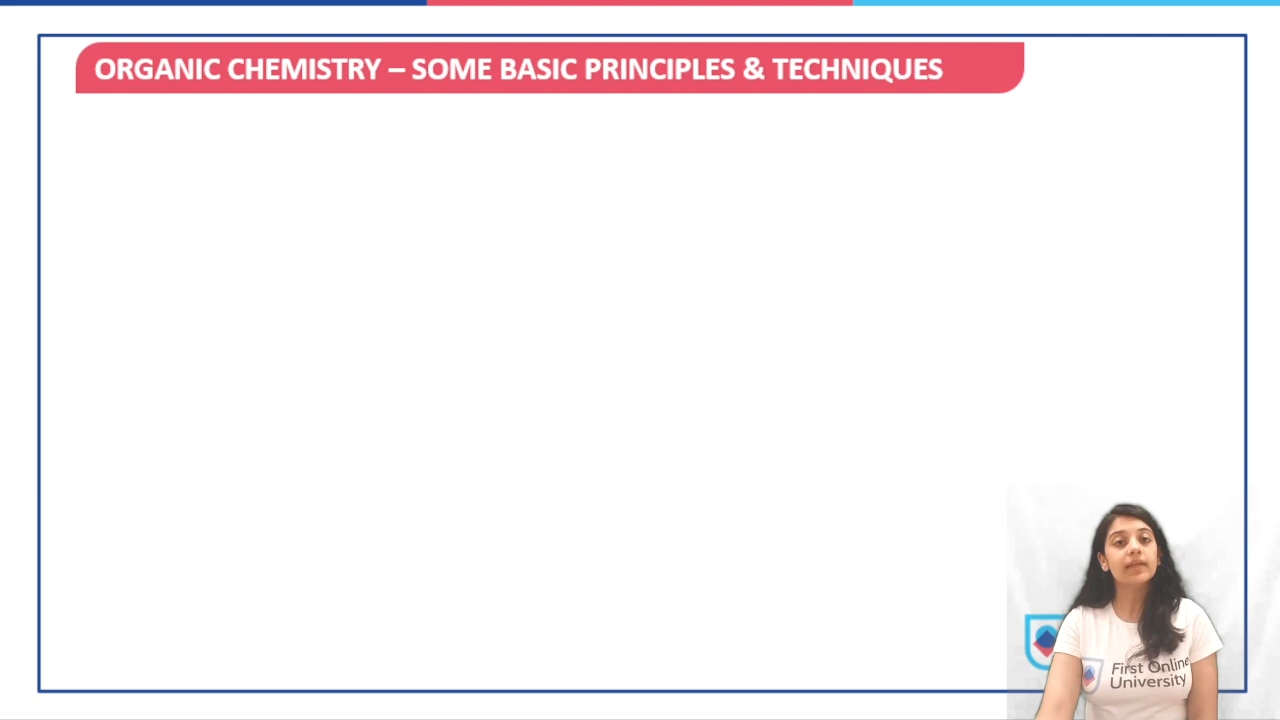 ORGANIC CHEMISTRY – SOME BASIC PRINCIPLES & TECHNIQUES
First Online
University